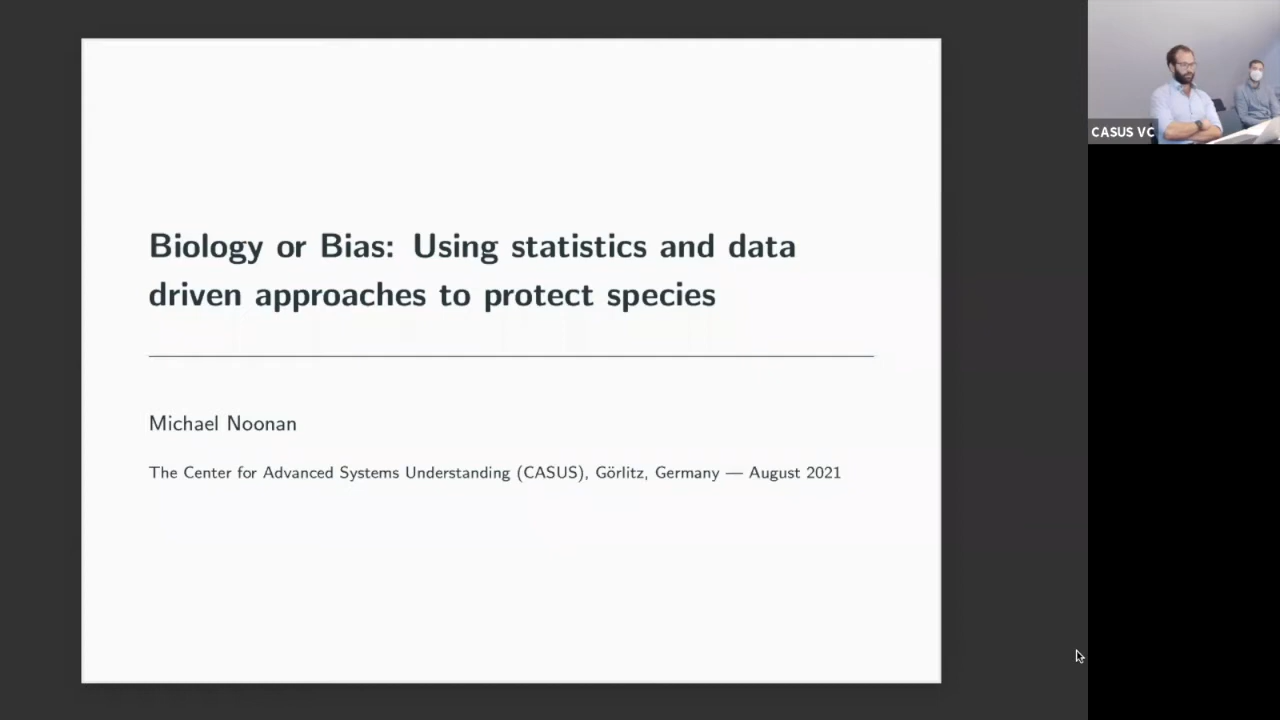 Biology or Bias: Using statistics and data
driven approaches to protect species
Michael Noonan
The Center for Advanced Systems Understanding (CASUS), Görlitz, Germany — August 2021
CASUS VC